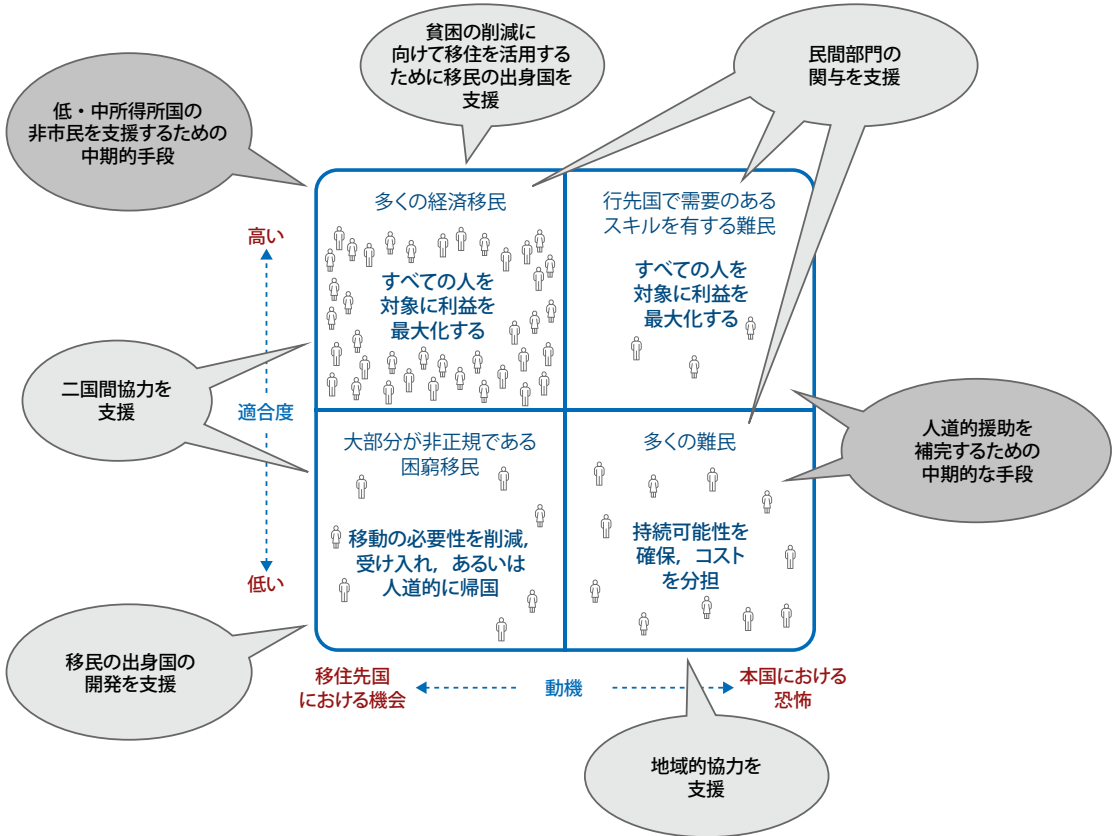 貧困の削減に
向けて移住を活用する
ために移民の出身国を
支援
民間部門の
関与を支援
低・中所得所国の
非市民を支援するための
中期的手段
多くの経済移民
すべての人を
対象に利益を
最大化する
行先国で需要のある
スキルを有する難民
すべての人を
対象に利益を
最大化する
高い
適合度
低い
二国間協力を
支援
人道的援助を
補完するための
中期的な手段
大部分が非正規である
困窮移民
移動の必要性を削減,
受け入れ,あるいは
人道的に帰国
多くの難民
持続可能性を
確保,コスト
を分担
移民の出身国の
開発を支援
移住先国
における機会
動機
本国における
恐怖
地域的協力を
支援